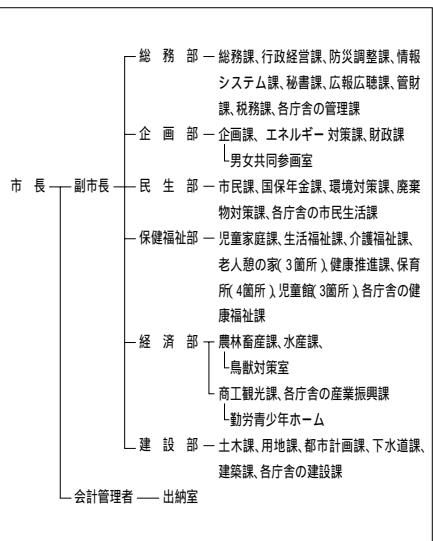 総務部 総務課、行政経営課、防災調整課、情報
システム課、秘書課、広報広聴課、管財
課、税務課、各庁舎の管理課
企画部 企画課、エネルギー対策課、財政課
男女共同参画室
市長 副市長 民生部 市民課、国保年金課、環境対策課、廃棄
物対策課、各庁舎の市民生活課
保健福祉部 児童家庭課、生活福祉課、介護福祉課、
老人憩の家(3箇所)、健康推進課、保育
所(4箇所)、児童館(3箇所)、各庁舎の健
康福祉課
経済部 農林畜産課、水産課、
鳥獣対策室
商工観光課、各庁舎の産業振興課
勤労青少年ホーム
建設部 土木課、用地課、都市計画課、下水道課、
建築課、各庁舎の建設課
会計管理者 出納室